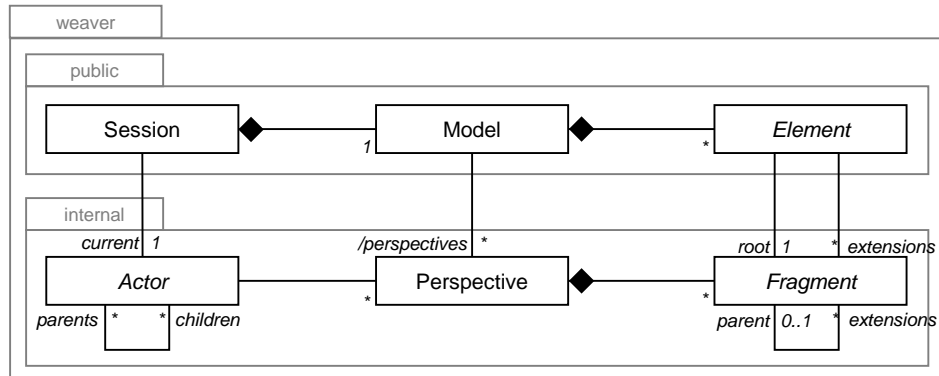 weaver
public
Session
Model
Element
1
*
internal
current 1
/perspectives *
root 1
* extensions
Actor
Perspective
Fragment
*
*
parents *
* children
parent 0..1
* extensions